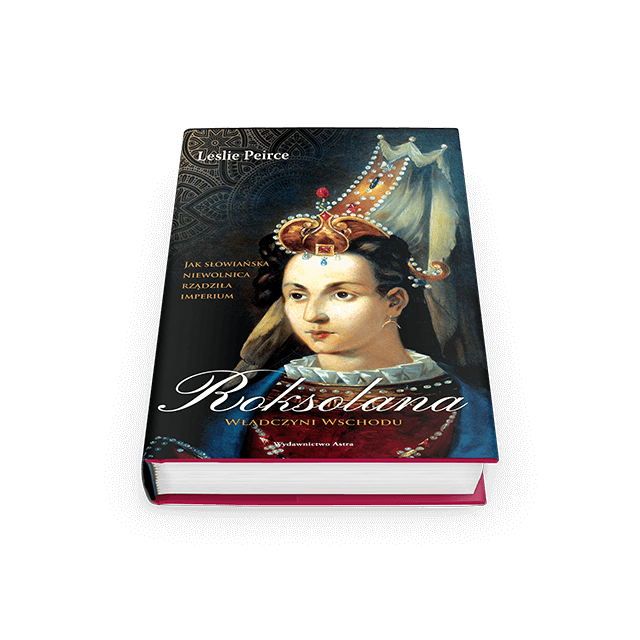 Leslie Peirce
Jak słowiańska
niewolnica
rządziła
imperium
Roksolana
Władczyni Wschodu
Wydawnictwo Astra